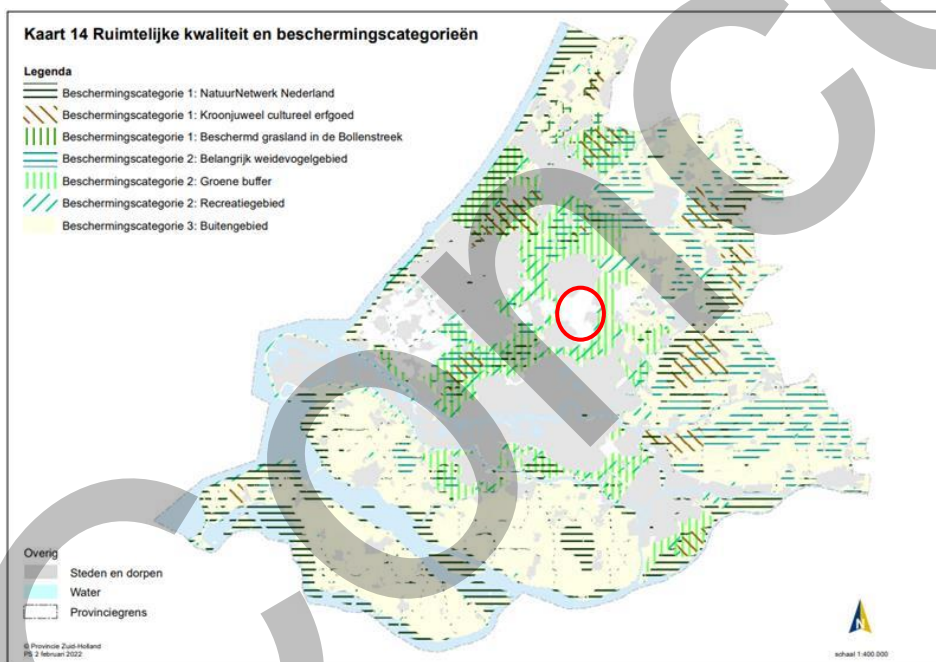 Kaart 14 Ruimtelijke kwaliteit en beschermingscategorieën
Legenda
Beschermingscategorie 1: NatuurNetwerk Nederland
Beschermingscategorie 1: Kroonjuweel cultureel erfgoed
Beschermingscategorie 1: Beschermd grasland in de Bollenstreek
Beschermingscategorie 2: Belangrijk weidevogelgebied
Beschermingscategorie 2: Groene buffer
Beschermingscategorie 2: Recreatiegebied
Beschermingscategorie 3: Buitengebied
Overig
Steden en dorpen
Water
Provinciegrens
© Provincie Zuid-Holland
PS 2 februari 2022
N
schaal 1:400.000